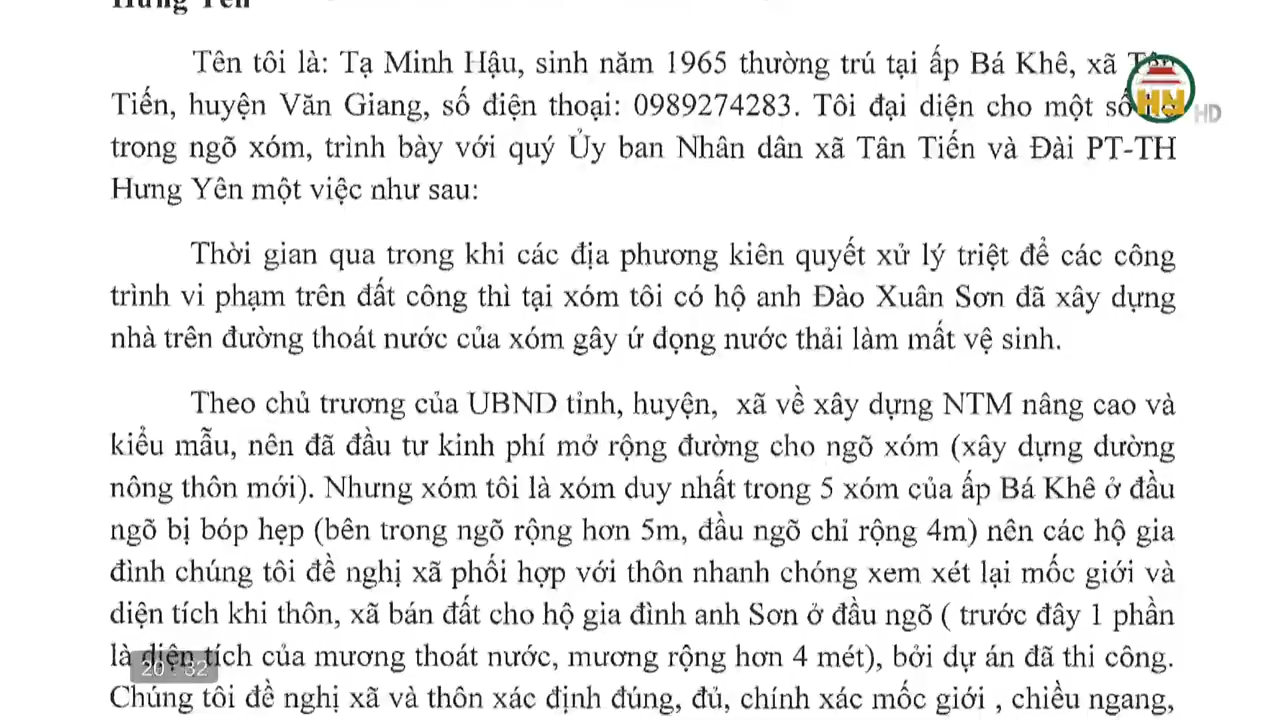 Hưng Yên
Tên tôi là: Tạ Minh Hậu, sinh năm 1965 thường trú tại ấp Bá Khê, xã Tân
Tiến, huyện Văn Giang, số điện thoại: 0989274283. Tôi đại diện cho một số
trong ngõ xóm, trình bày với quý Ủy ban Nhân dân xã Tân Tiến và Đài PT-TH
Hưng Yên một việc như sau:
HY HD
Thời gian qua trong khi các địa phương kiên quyết xử lý triệt để các công
trình vi phạm trên đất công thì tại xóm tôi có hộ anh Đào Xuân Sơn đã xây dựng
nhà trên đường thoát nước của xóm gây ứ đọng nước thải làm mất vệ sinh.
Theo chủ trương của UBND tỉnh, huyện, xã về xây dựng NTM nâng cao và
kiểu mẫu, nên đã đầu tư kinh phí mở rộng đường cho ngõ xóm (xây dựng dường
nông thôn mới). Nhưng xóm tôi là xóm duy nhất trong 5 xóm của ấp Bá Khê ở đầu
ngõ bị bóp hẹp (bên trong ngõ rộng hơn 5m, đầu ngõ chỉ rộng 4m) nên các hộ gia
đình chúng tôi đề nghị xã phối hợp với thôn nhanh chóng xem xét lại mốc giới và
diện tích khi thôn, xã bán đất cho hộ gia đình anh Sơn ở đầu ngõ ( trước đây 1 phần
là diện tích của mương thoát nước, mương rộng hơn 4 mét), bởi dự án đã thi công.
Chúng tôi đề nghị xã và thôn xác định đúng, đủ, chính xác mốc giới , chiều ngang,
20 : 32